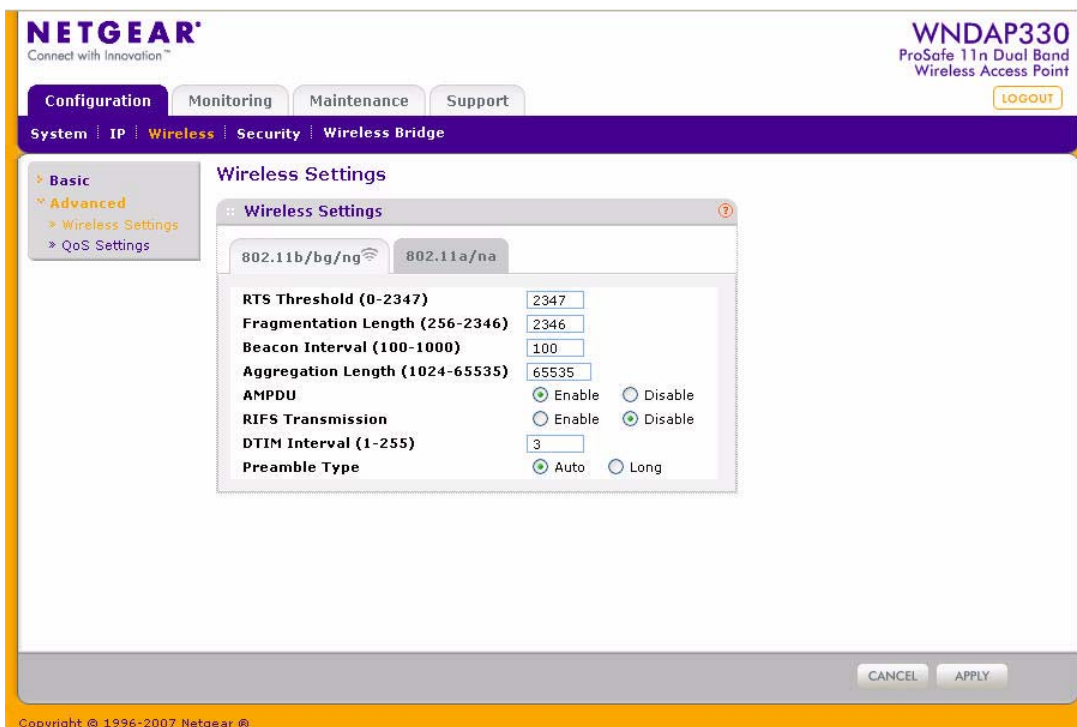 NETGEAR®
Connect with Innovation™
WNDAP330
ProSafe 11n Dual Band
Wireless Access Point
Configuration Monitoring Maintenance Support
LOGOUT
System IP Wireless Security Wireless Bridge
Basic
Advanced
Wireless Settings
QoS Settings
Wireless Settings
Wireless Settings ?
802.11b/bg/ng 802.11a/na
RTS Threshold (0-2347) 2347
Fragmentation Length (256-2346) 2346
Beacon Interval (100-1000) 100
Aggregation Length (1024-65535) 65535
AMPDU Enable Disable
RIFS Transmission Enable Disable
DTIM Interval (1-255) 3
Preamble Type Auto Long
CANCEL APPLY
Copyright © 1996-2007 Netgear ®